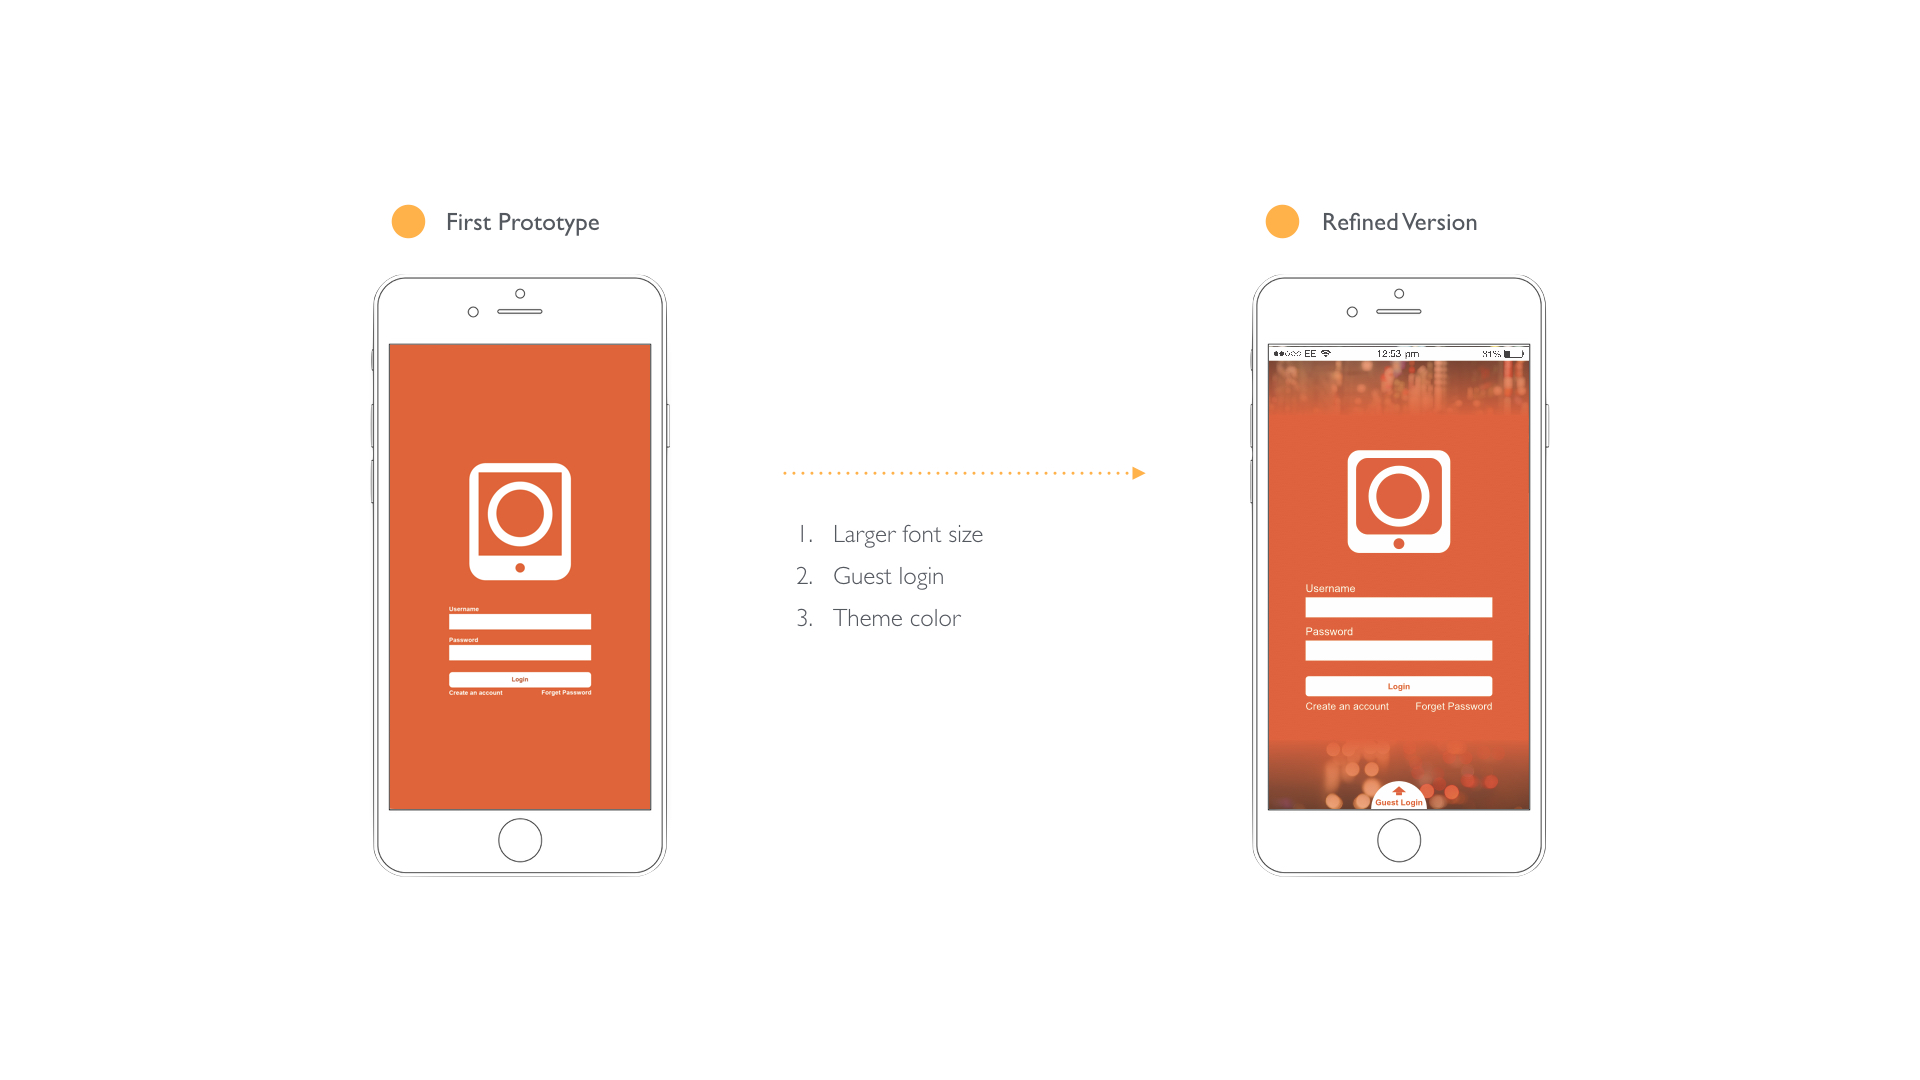 First Prototype
Refined Version
EE 12:53 pm 31%
1. Larger font size
2. Guest login
3. Theme color
Username
Password
Login
Create an account Forget Password
Username
Password
Login
Create an account Forget Password
Guest Login